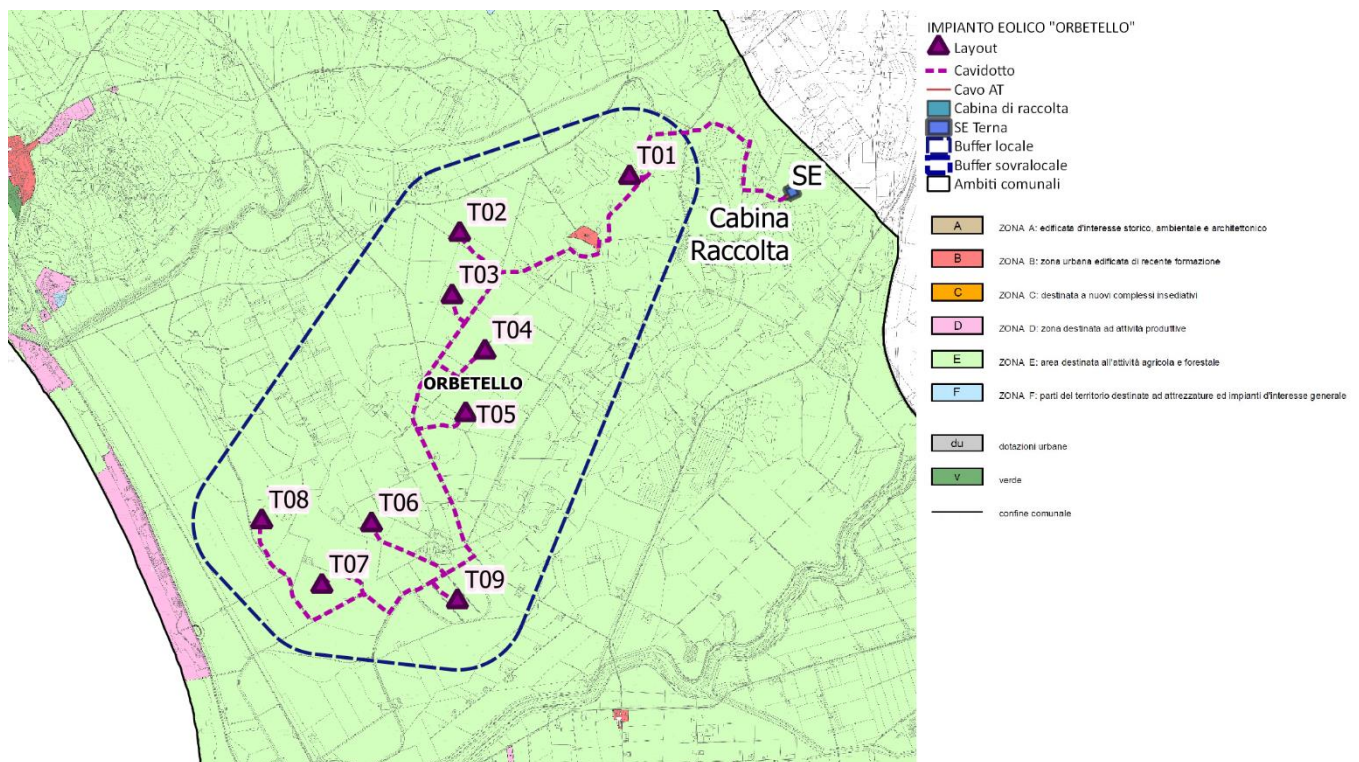 T01
SE
T02
Cabina
Raccolta
T03
T04
ORBETELLO
T05
T08
T06
T07
T09
IMPIANTO EOLICO "ORBETELLO"
Layout
Cavidotto
Cavo AT
Cabina di raccolta
SE Terna
Buffer locale
Buffer sovralocale
Ambiti comunali
A ZONA A: edificata d'interesse storico, ambientale e architettonico
B ZONA B: zona urbana edificata di recente formazione
C ZONA C: destinata a nuovi complessi insediativi
D ZONA D: zona destinata ad attività produttive
E ZONA E: area destinata all'attività agricola e forestale
F ZONA F: parti del territorio destinate ad attrezzature ed impianti d'interesse generale
du dotazioni urbane
v verde
confine comunale